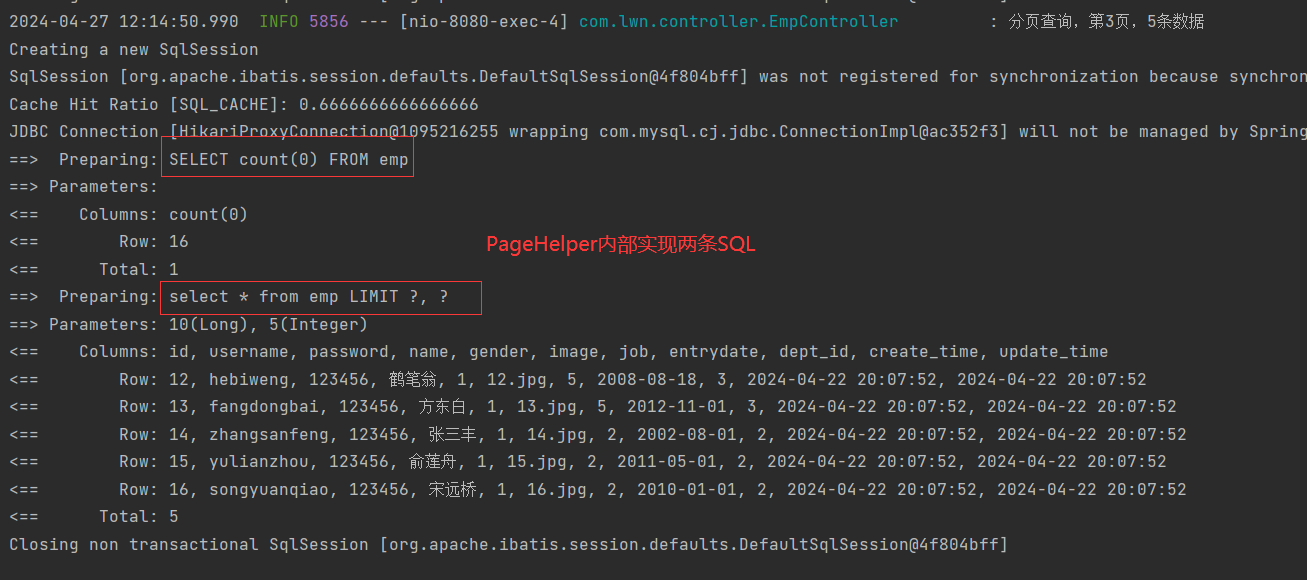 2024-04-27 12:14:50.990  INFO 5856 --- [nio-8080-exec-4] com.lwn.controller.EmpController         : 分页查询，第3页，5条数据
Creating a new SqlSession
SqlSession [org.apache.ibatis.session.defaults.DefaultSqlSession@4f804bff] was not registered for synchronization because synchron
Cache Hit Ratio [SQL_CACHE]: 0.6666666666666666
JDBC Connection [HikariProxyConnection@1095216255 wrapping com.mysql.cj.jdbc.ConnectionImpl@ac352f3] will not be managed by Spring
==>  Preparing: SELECT count(0) FROM emp
==> Parameters:
<==    Columns: count(0)
<==        Row: 16
PageHelper内部实现两条SQL
<==      Total: 1
==>  Preparing: select * from emp LIMIT ?, ?
==> Parameters: 10(Long), 5(Integer)
<==    Columns: id, username, password, name, gender, image, job, entrydate, dept_id, create_time, update_time
<==        Row: 12, hebiweng, 123456, 鹤笔翁, 1, 12.jpg, 5, 2008-08-18, 3, 2024-04-22 20:07:52, 2024-04-22 20:07:52
<==        Row: 13, fangdongbai, 123456, 方东白, 1, 13.jpg, 5, 2012-11-01, 3, 2024-04-22 20:07:52, 2024-04-22 20:07:52
<==        Row: 14, zhangsanfeng, 123456, 张三丰, 1, 14.jpg, 2, 2002-08-01, 2, 2024-04-22 20:07:52, 2024-04-22 20:07:52
<==        Row: 15, yulianzhou, 123456, 俞莲舟, 1, 15.jpg, 2, 2011-05-01, 2, 2024-04-22 20:07:52, 2024-04-22 20:07:52
<==        Row: 16, songyuanqiao, 123456, 宋远桥, 1, 16.jpg, 2, 2010-01-01, 2, 2024-04-22 20:07:52, 2024-04-22 20:07:52
<==      Total: 5
Closing non transactional SqlSession [org.apache.ibatis.session.defaults.DefaultSqlSession@4f804bff]